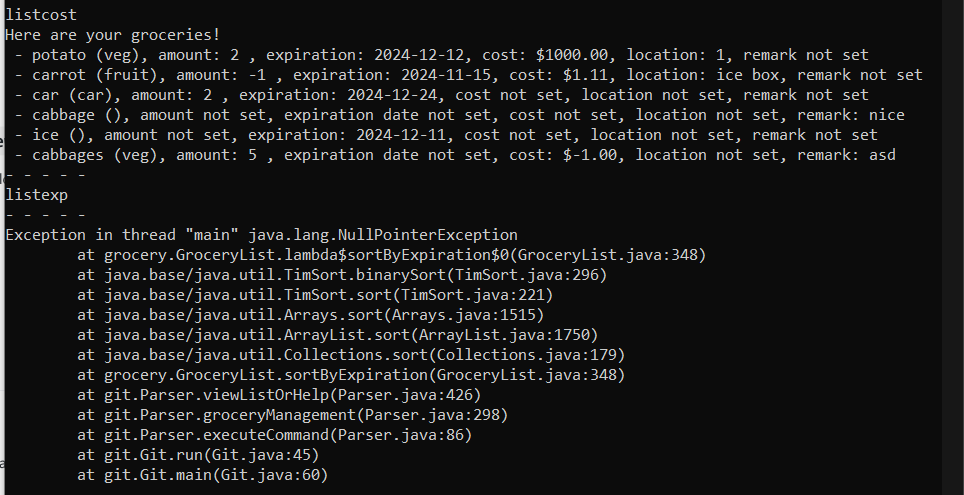 listcost
Here are your groceries!
 - potato (veg), amount: 2 , expiration: 2024-12-12, cost: $1000.00, location: 1, remark not set
 - carrot (fruit), amount: -1 , expiration: 2024-11-15, cost: $1.11, location: ice box, remark not set
 - car (car), amount: 2 , expiration: 2024-12-24, cost not set, location not set, remark not set
 - cabbage (), amount not set, expiration date not set, cost not set, location not set, remark: nice
 - ice (), amount not set, expiration: 2024-12-11, cost not set, location not set, remark not set
 - cabbages (veg), amount: 5 , expiration date not set, cost: $-1.00, location not set, remark: asd
- - - - -
listexp
- - - - -
Exception in thread "main" java.lang.NullPointerException
        at grocery.GroceryList.lambda$sortByExpiration$0(GroceryList.java:348)
        at java.base/java.util.TimSort.binarySort(TimSort.java:296)
        at java.base/java.util.TimSort.sort(TimSort.java:221)
        at java.base/java.util.Arrays.sort(Arrays.java:1515)
        at java.base/java.util.ArrayList.sort(ArrayList.java:1750)
        at java.base/java.util.Collections.sort(Collections.java:179)
        at grocery.GroceryList.sortByExpiration(GroceryList.java:348)
        at git.Parser.viewListOrHelp(Parser.java:426)
        at git.Parser.groceryManagement(Parser.java:298)
        at git.Parser.executeCommand(Parser.java:86)
        at git.Git.run(Git.java:45)
        at git.Git.main(Git.java:60)